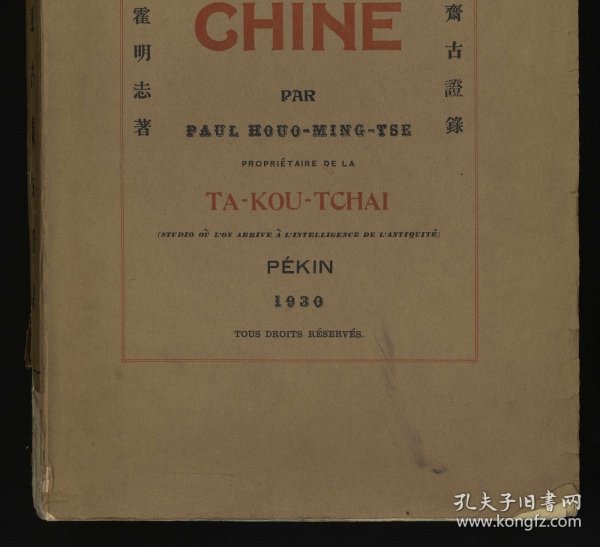 CHINE
PAR
PAUL HOUO-MING-TSE
PROPRIÉTAIRE DE LA
TA-KOU-TCHAI
(STUDIO OÙ L'ON ARRIVE À L'INTELLIGENCE DE L'ANTIQUITÉ)
PÉKIN
1930
TOUS DROITS RÉSERVÉS.
齋古證錄
霍明志著
孔夫子旧书网
www.kongfz.com